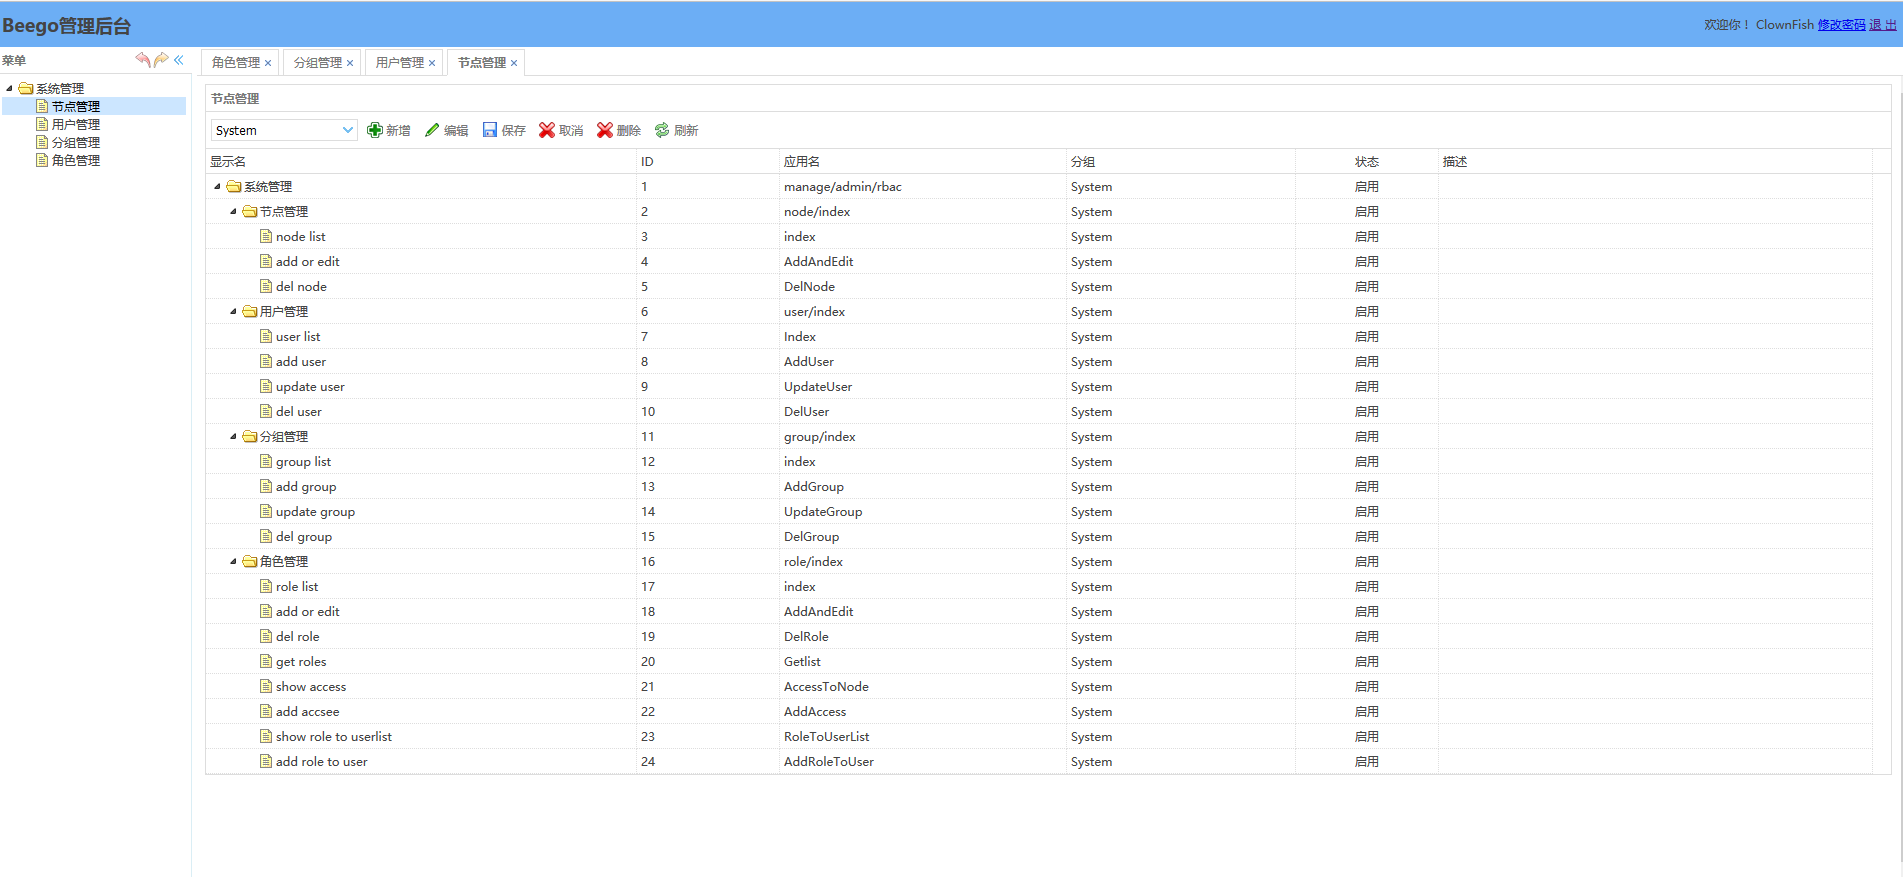 Beego管理后台
欢迎你！ ClownFish 修改密码 退 出
菜单
系统管理
节点管理
用户管理
分组管理
角色管理
角色管理 × 分组管理 × 用户管理 × 节点管理 ×
节点管理
System 新增 编辑 保存 取消 删除 刷新
显示名 ID 应用名 分组 状态 描述
系统管理 1 manage/admin/rbac System 启用
节点管理 2 node/index System 启用
node list 3 index System 启用
add or edit 4 AddAndEdit System 启用
del node 5 DelNode System 启用
用户管理 6 user/index System 启用
user list 7 Index System 启用
add user 8 AddUser System 启用
update user 9 UpdateUser System 启用
del user 10 DelUser System 启用
分组管理 11 group/index System 启用
group list 12 index System 启用
add group 13 AddGroup System 启用
update group 14 UpdateGroup System 启用
del group 15 DelGroup System 启用
角色管理 16 role/index System 启用
role list 17 index System 启用
add or edit 18 AddAndEdit System 启用
del role 19 DelRole System 启用
get roles 20 Getlist System 启用
show access 21 AccessToNode System 启用
add accsee 22 AddAccess System 启用
show role to userlist 23 RoleToUserList System 启用
add role to user 24 AddRoleToUser System 启用